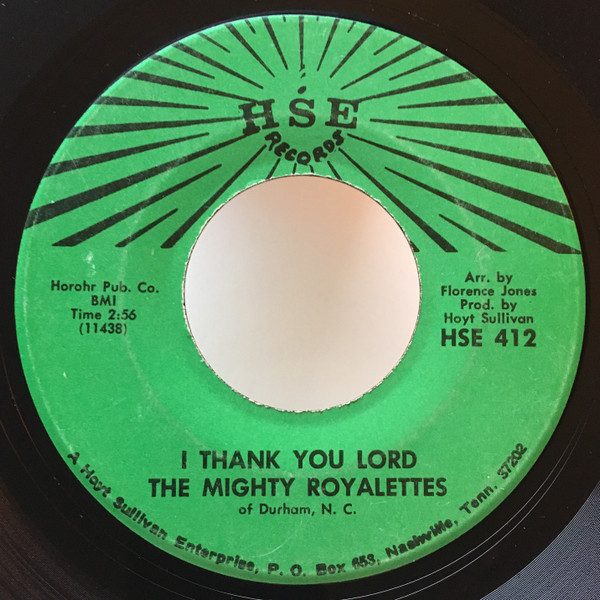 HSE
RECORDS
Horohr Pub. Co.
BMI
Time 2:56
(11438)
Arr. by
Florence Jones
Prod. by
Hoyt Sullivan
HSE 412
I THANK YOU LORD
THE MIGHTY ROYALETTES
of Durham, N. C.
A Hoyt Sullivan Enterprise, P. O. Box 653, Nashville, Tenn. 37202